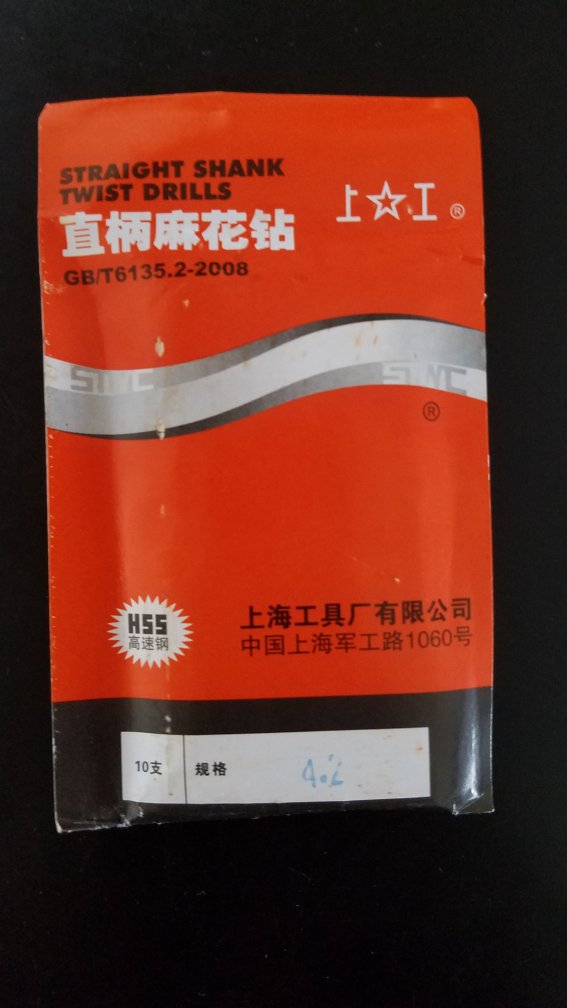 STRAIGHT SHANK
TWIST DRILLS
直柄麻花钻
GB/T6135.2-2008
上☆工®
STWC
STWC
®
HSS
高速钢
上海工具厂有限公司
中国上海军工路1060号
10支 规格